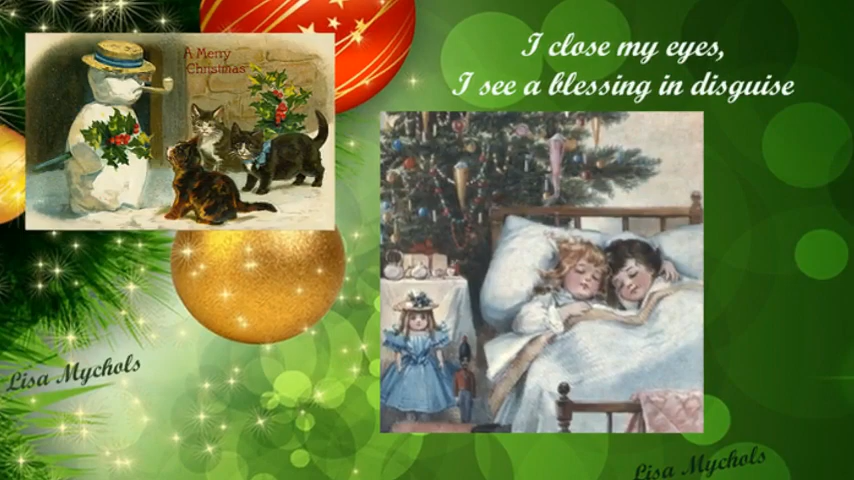 A Merry
Christmas
I close my eyes,
I see a blessing in disguise
Lisa Mychols
Lisa Mychols